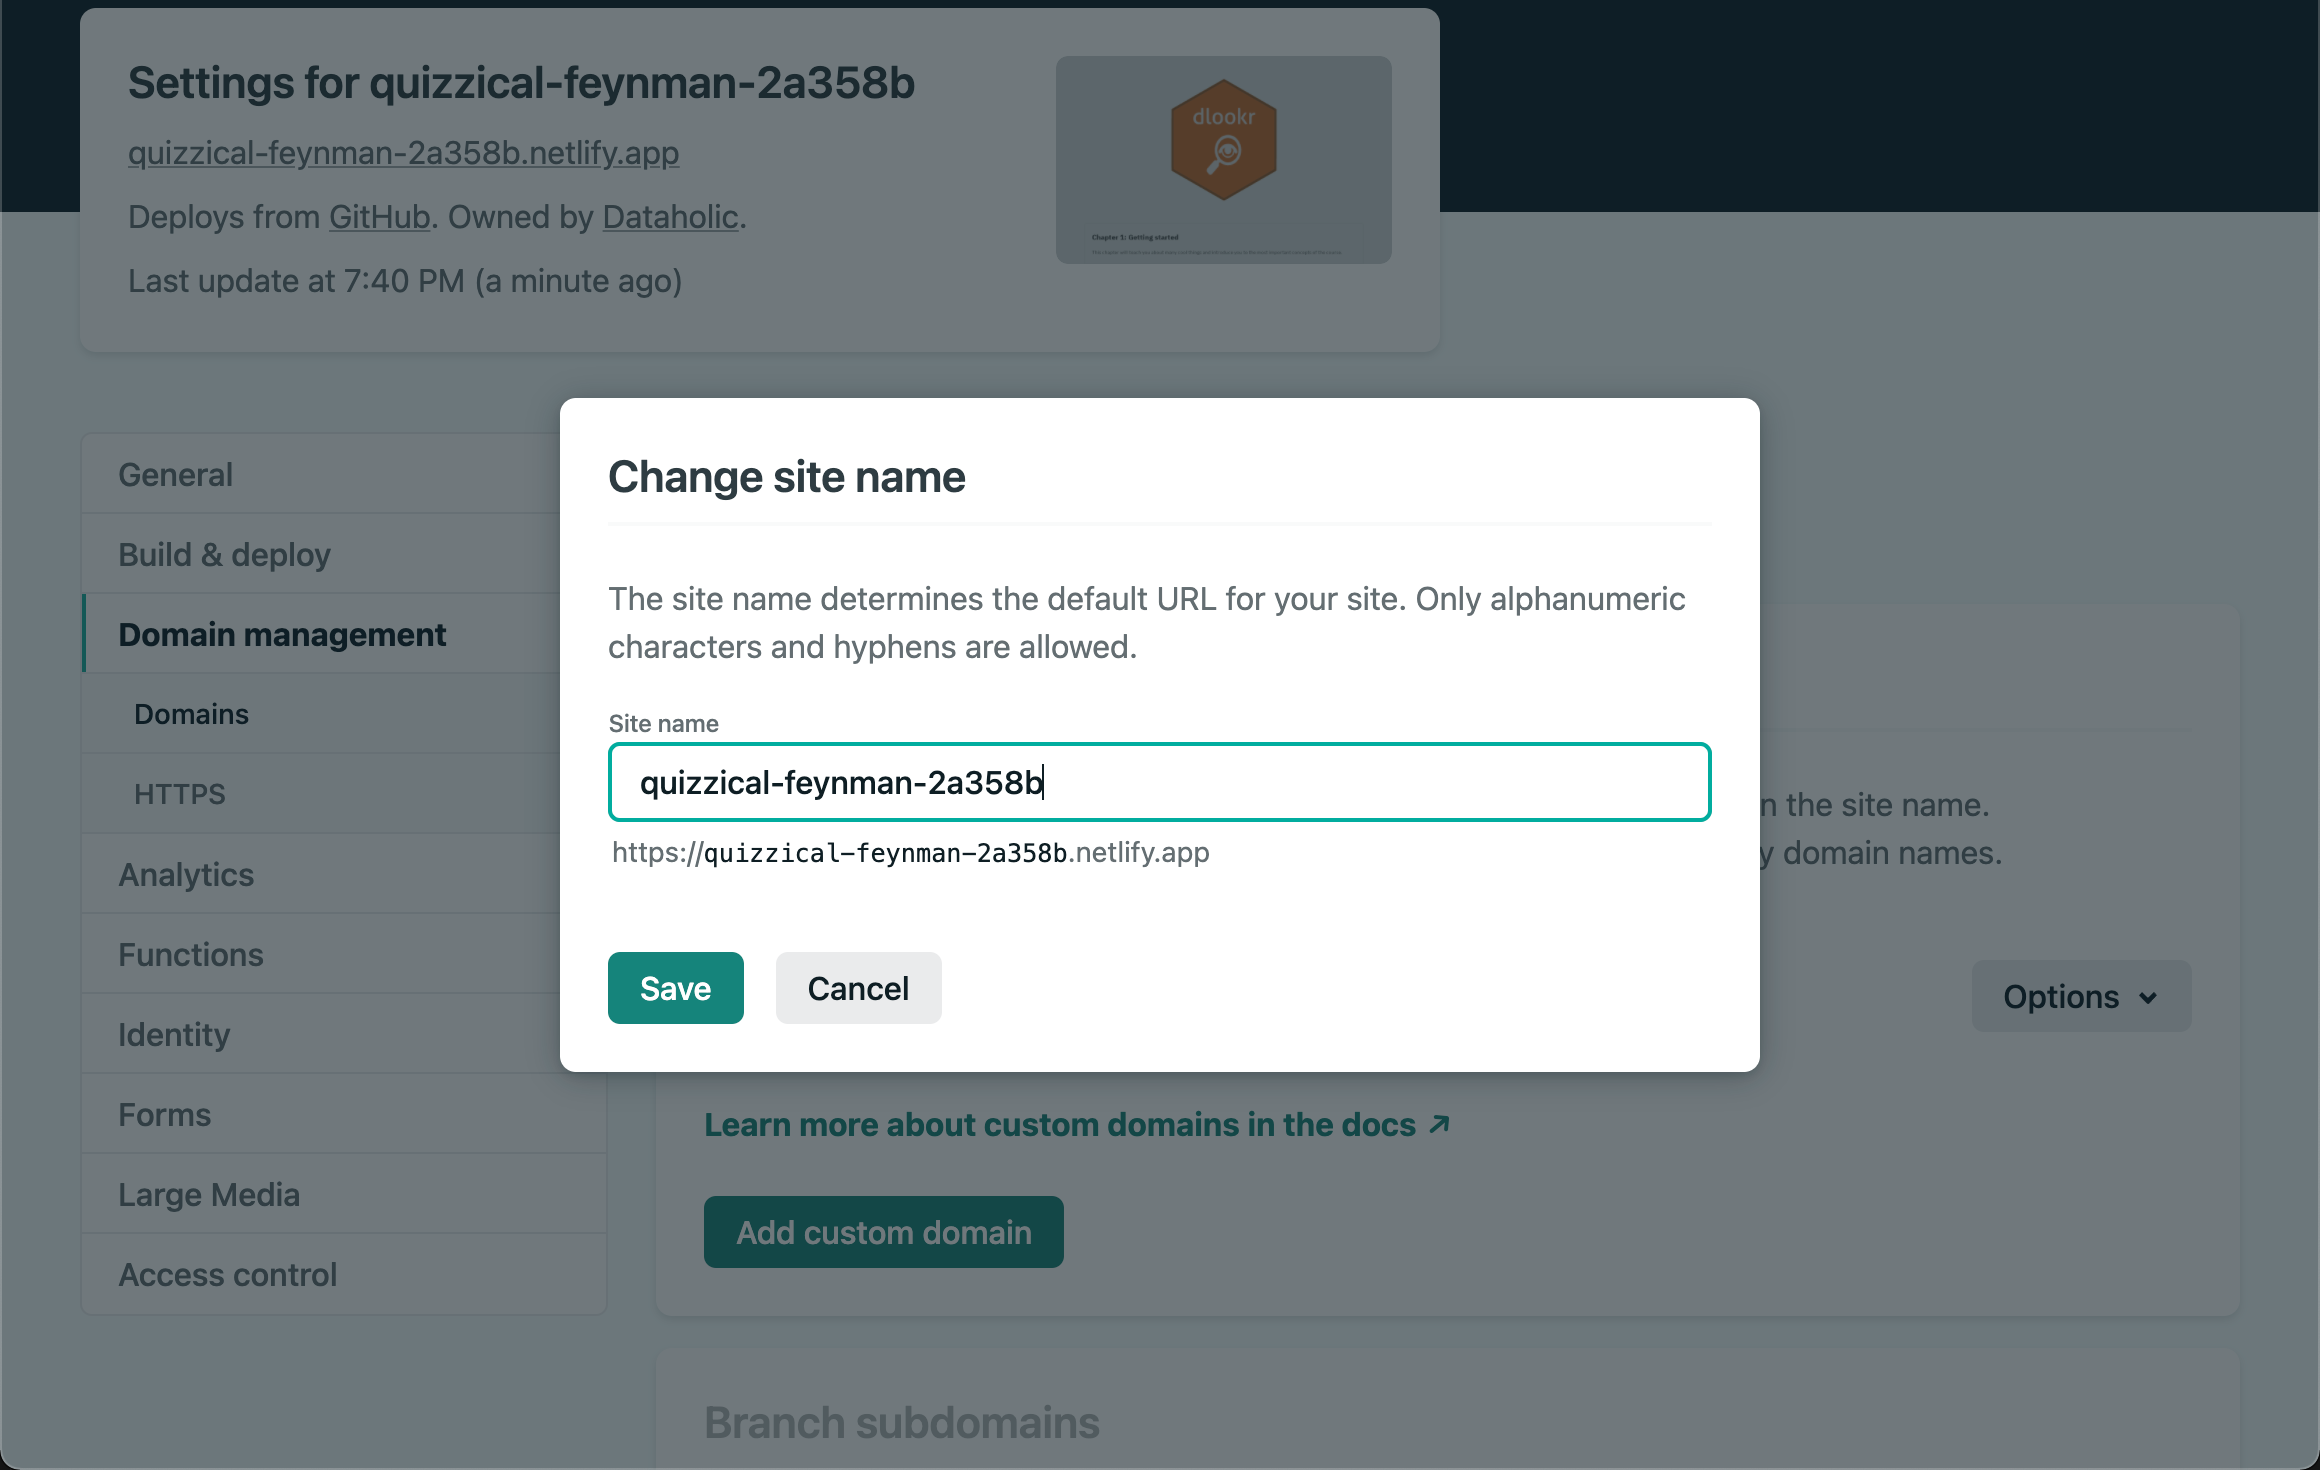 Settings for quizzical-feynman-2a358b
quizzical-feynman-2a358b.netlify.app
Deploys from GitHub. Owned by Dataholic.
Last update at 7:40 PM (a minute ago)
dlookr
Chapter 1: Getting started
General
Build & deploy
Domain management
Domains
HTTPS
Analytics
Functions
Identity
Forms
Large Media
Access control
Change site name
The site name determines the default URL for your site. Only alphanumeric
characters and hyphens are allowed.
Site name
quizzical-feynman-2a358b
https://quizzical-feynman-2a358b.netlify.app
Save
Cancel
n the site name.
y domain names.
Options
Learn more about custom domains in the docs ↗
Add custom domain
Branch subdomains